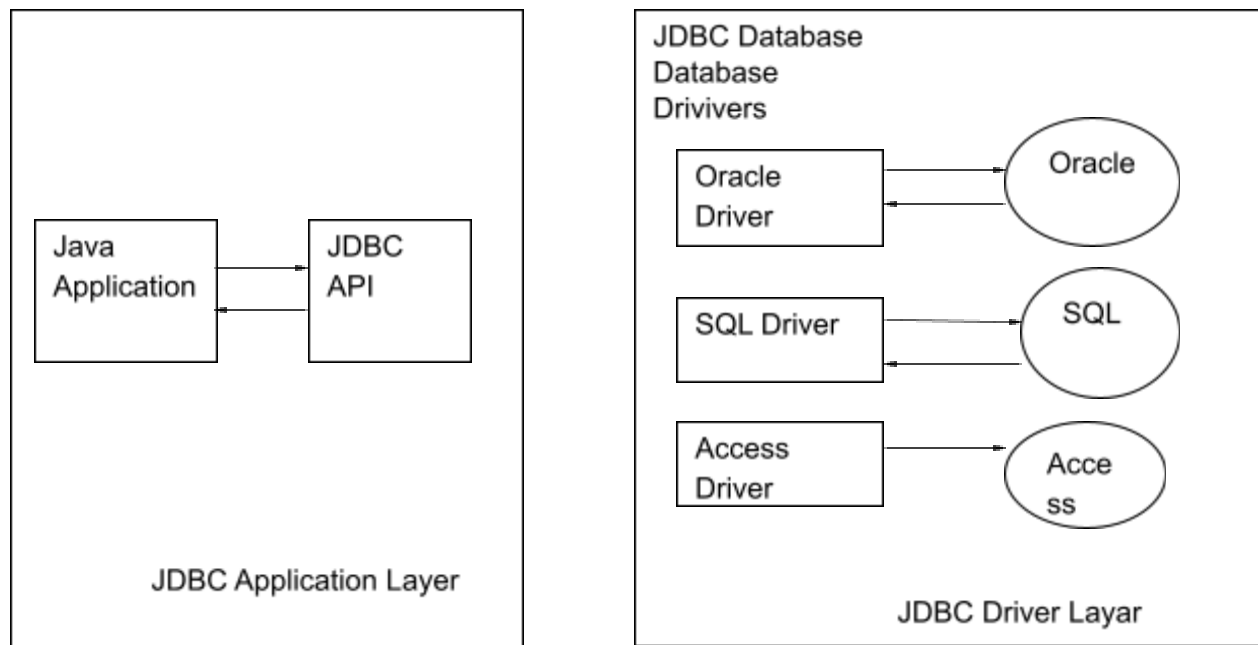 Java
Application
JDBC
API
JDBC Application Layer
JDBC Database
Database
Drivivers
Oracle
Driver
Oracle
SQL Driver
SQL
Access
Driver
Acce
ss
JDBC Driver Layar